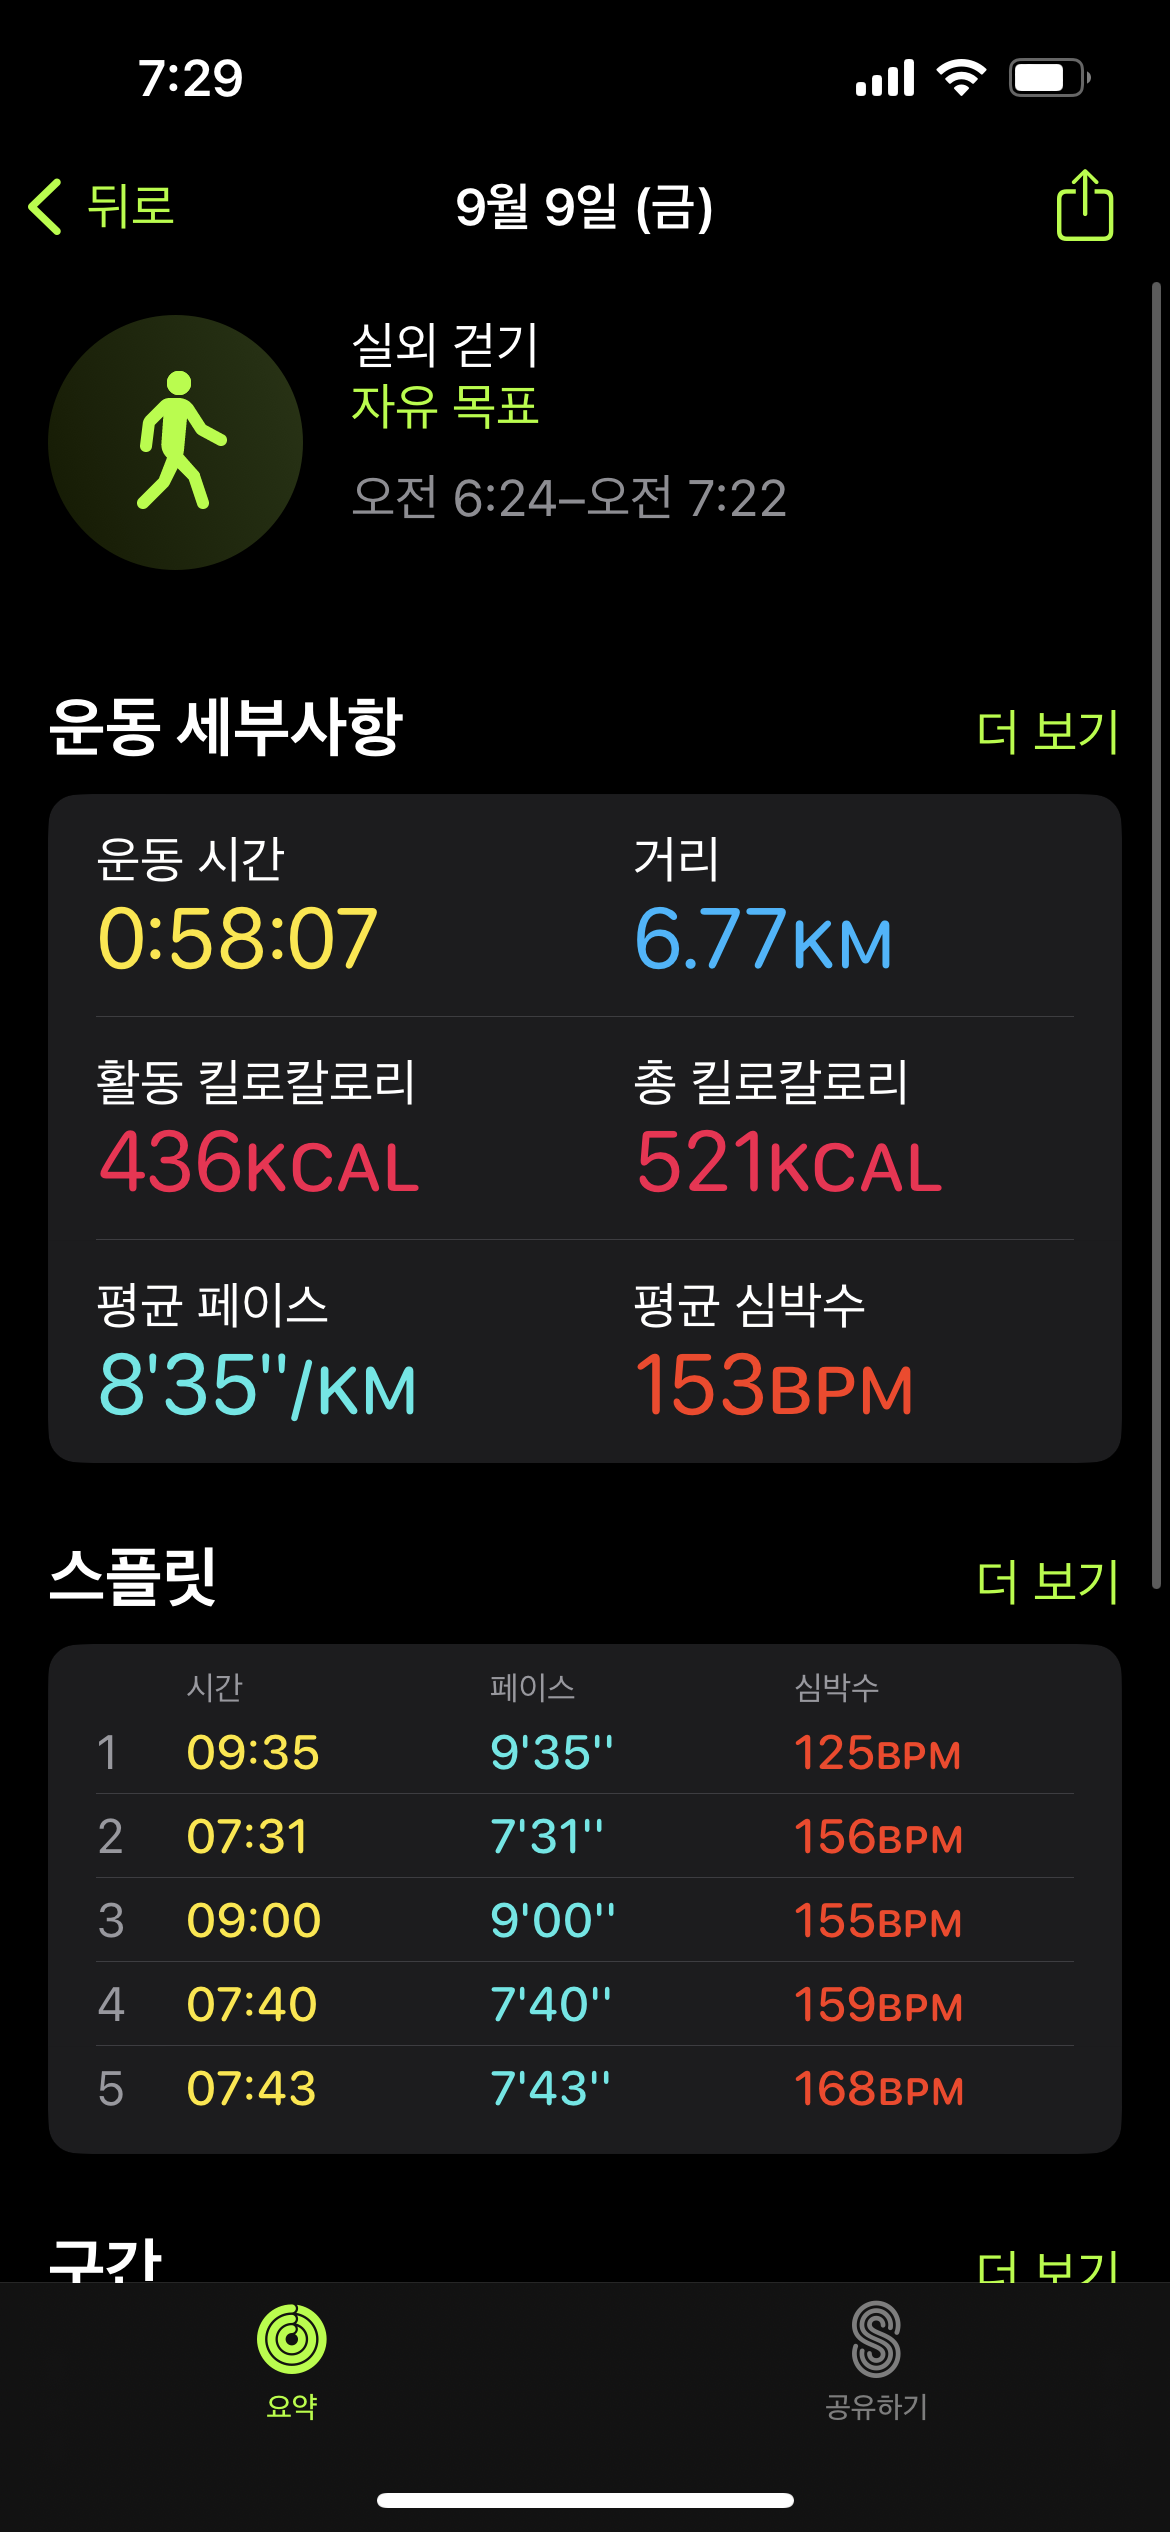 7:29
뒤로 9월 9일 (금)
실외 걷기
자유 목표
오전 6:24–오전 7:22
운동 세부사항 더 보기
운동 시간 거리
0:58:07 6.77KM
활동 킬로칼로리 총 킬로칼로리
436KCAL 521KCAL
평균 페이스 평균 심박수
8'35"/KM 153BPM
스플릿 더 보기
시간 페이스 심박수
1 09:35 9'35'' 125BPM
2 07:31 7'31'' 156BPM
3 09:00 9'00'' 155BPM
4 07:40 7'40'' 159BPM
5 07:43 7'43'' 168BPM
구간 더 보기
요약 공유하기